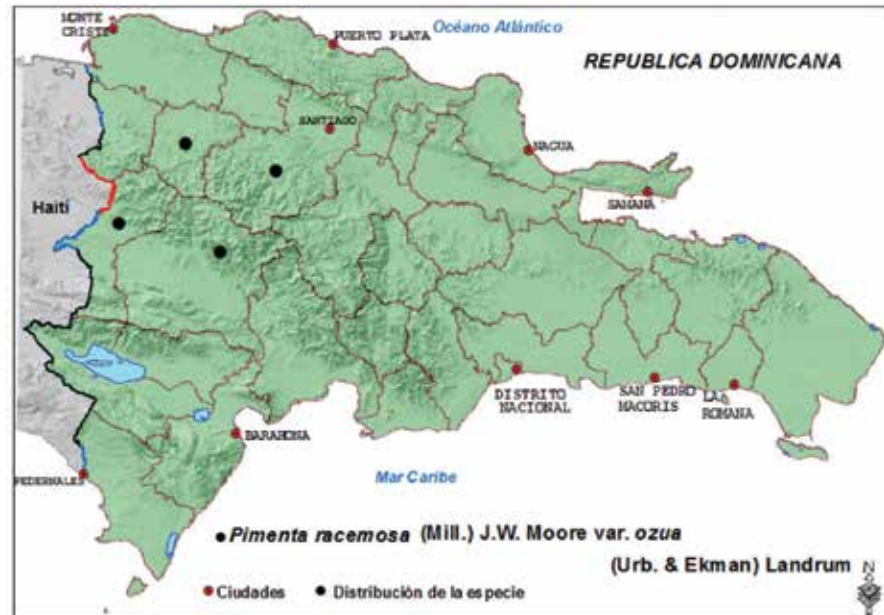 MONTE
CRISTI
PUERTO PLATA
Océano Atlántico
REPUBLICA DOMINICANA
SANTIAGO
NAGUA
SAMANA
Haití
DISTRITO
NACIONAL
SAN PEDRO
MACORIS
LA
ROMANA
BARAHONA
PEDERNALES
Mar Caribe
Pimenta racemosa (Mill.) J.W. Moore var. ozua
(Urb. & Ekman) Landrum
N
Ciudades
Distribución de la especie